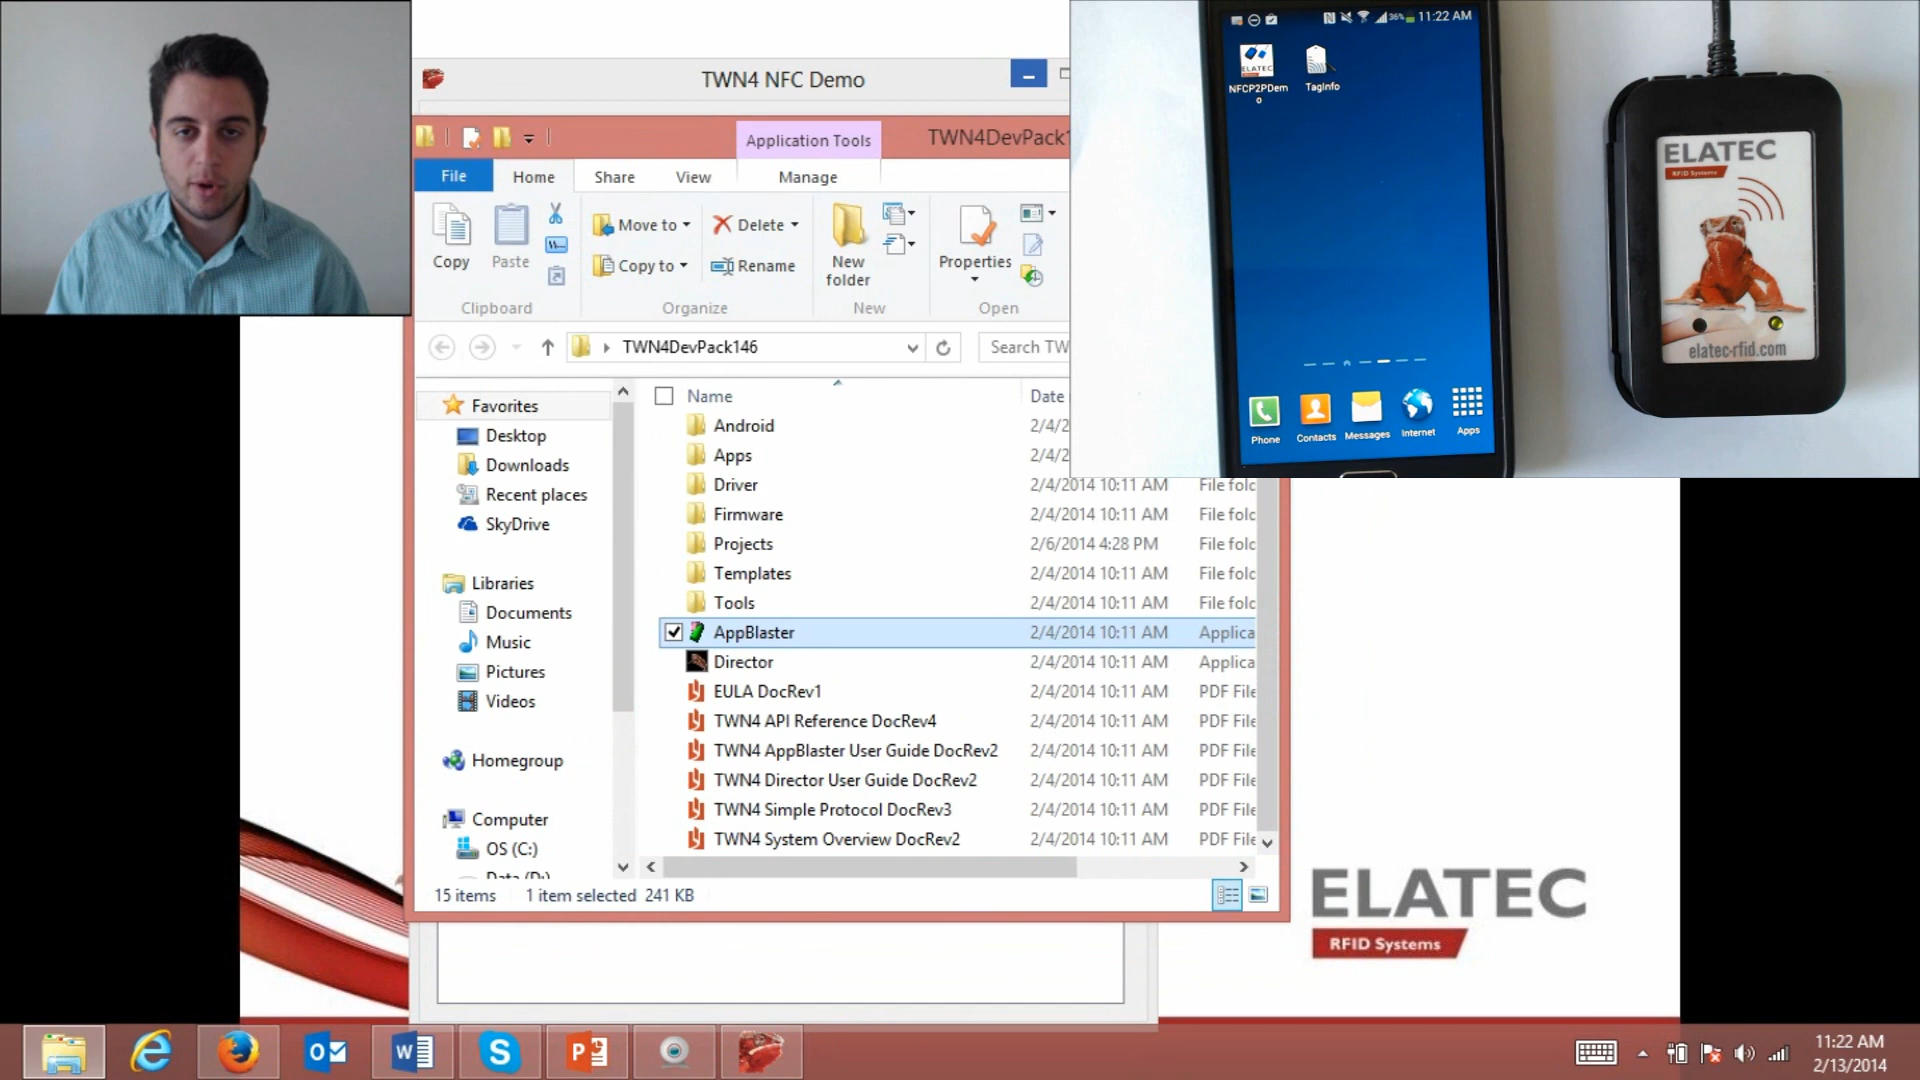 TWN4 NFC Demo
Application Tools
TWN4DevPack1
File
Home
Share
View
Manage
Copy
Paste
Move to
Copy to
Delete
Rename
New
folder
Properties
Clipboard
Organize
New
Open
TWN4DevPack146
Search TW
Favorites
Desktop
Downloads
Recent places
SkyDrive
Libraries
Documents
Music
Pictures
Videos
Homegroup
Computer
OS (C:)
Data (D:)
Name
Date
Android 2/4/2
Apps 2/4/2
Driver 2/4/2014 10:11 AM File folc
Firmware 2/4/2014 10:11 AM File folc
Projects 2/6/2014 4:28 PM File folc
Templates 2/4/2014 10:11 AM File folc
Tools 2/4/2014 10:11 AM File folc
AppBlaster 2/4/2014 10:11 AM Applica
Director 2/4/2014 10:11 AM Applica
EULA DocRev1 2/4/2014 10:11 AM PDF File
TWN4 API Reference DocRev4 2/4/2014 10:11 AM PDF File
TWN4 AppBlaster User Guide DocRev2 2/4/2014 10:11 AM PDF File
TWN4 Director User Guide DocRev2 2/4/2014 10:11 AM PDF File
TWN4 Simple Protocol DocRev3 2/4/2014 10:11 AM PDF File
TWN4 System Overview DocRev2 2/4/2014 10:11 AM PDF File
15 items 1 item selected 241 KB
36% 11:22 AM
ELATEC
NFCP2PDem
o
TagInfo
Phone
Contacts
Messages
Internet
Apps
ELATEC
RFID Systems
elatec-rfid.com
ELATEC
RFID Systems
11:22 AM
2/13/2014